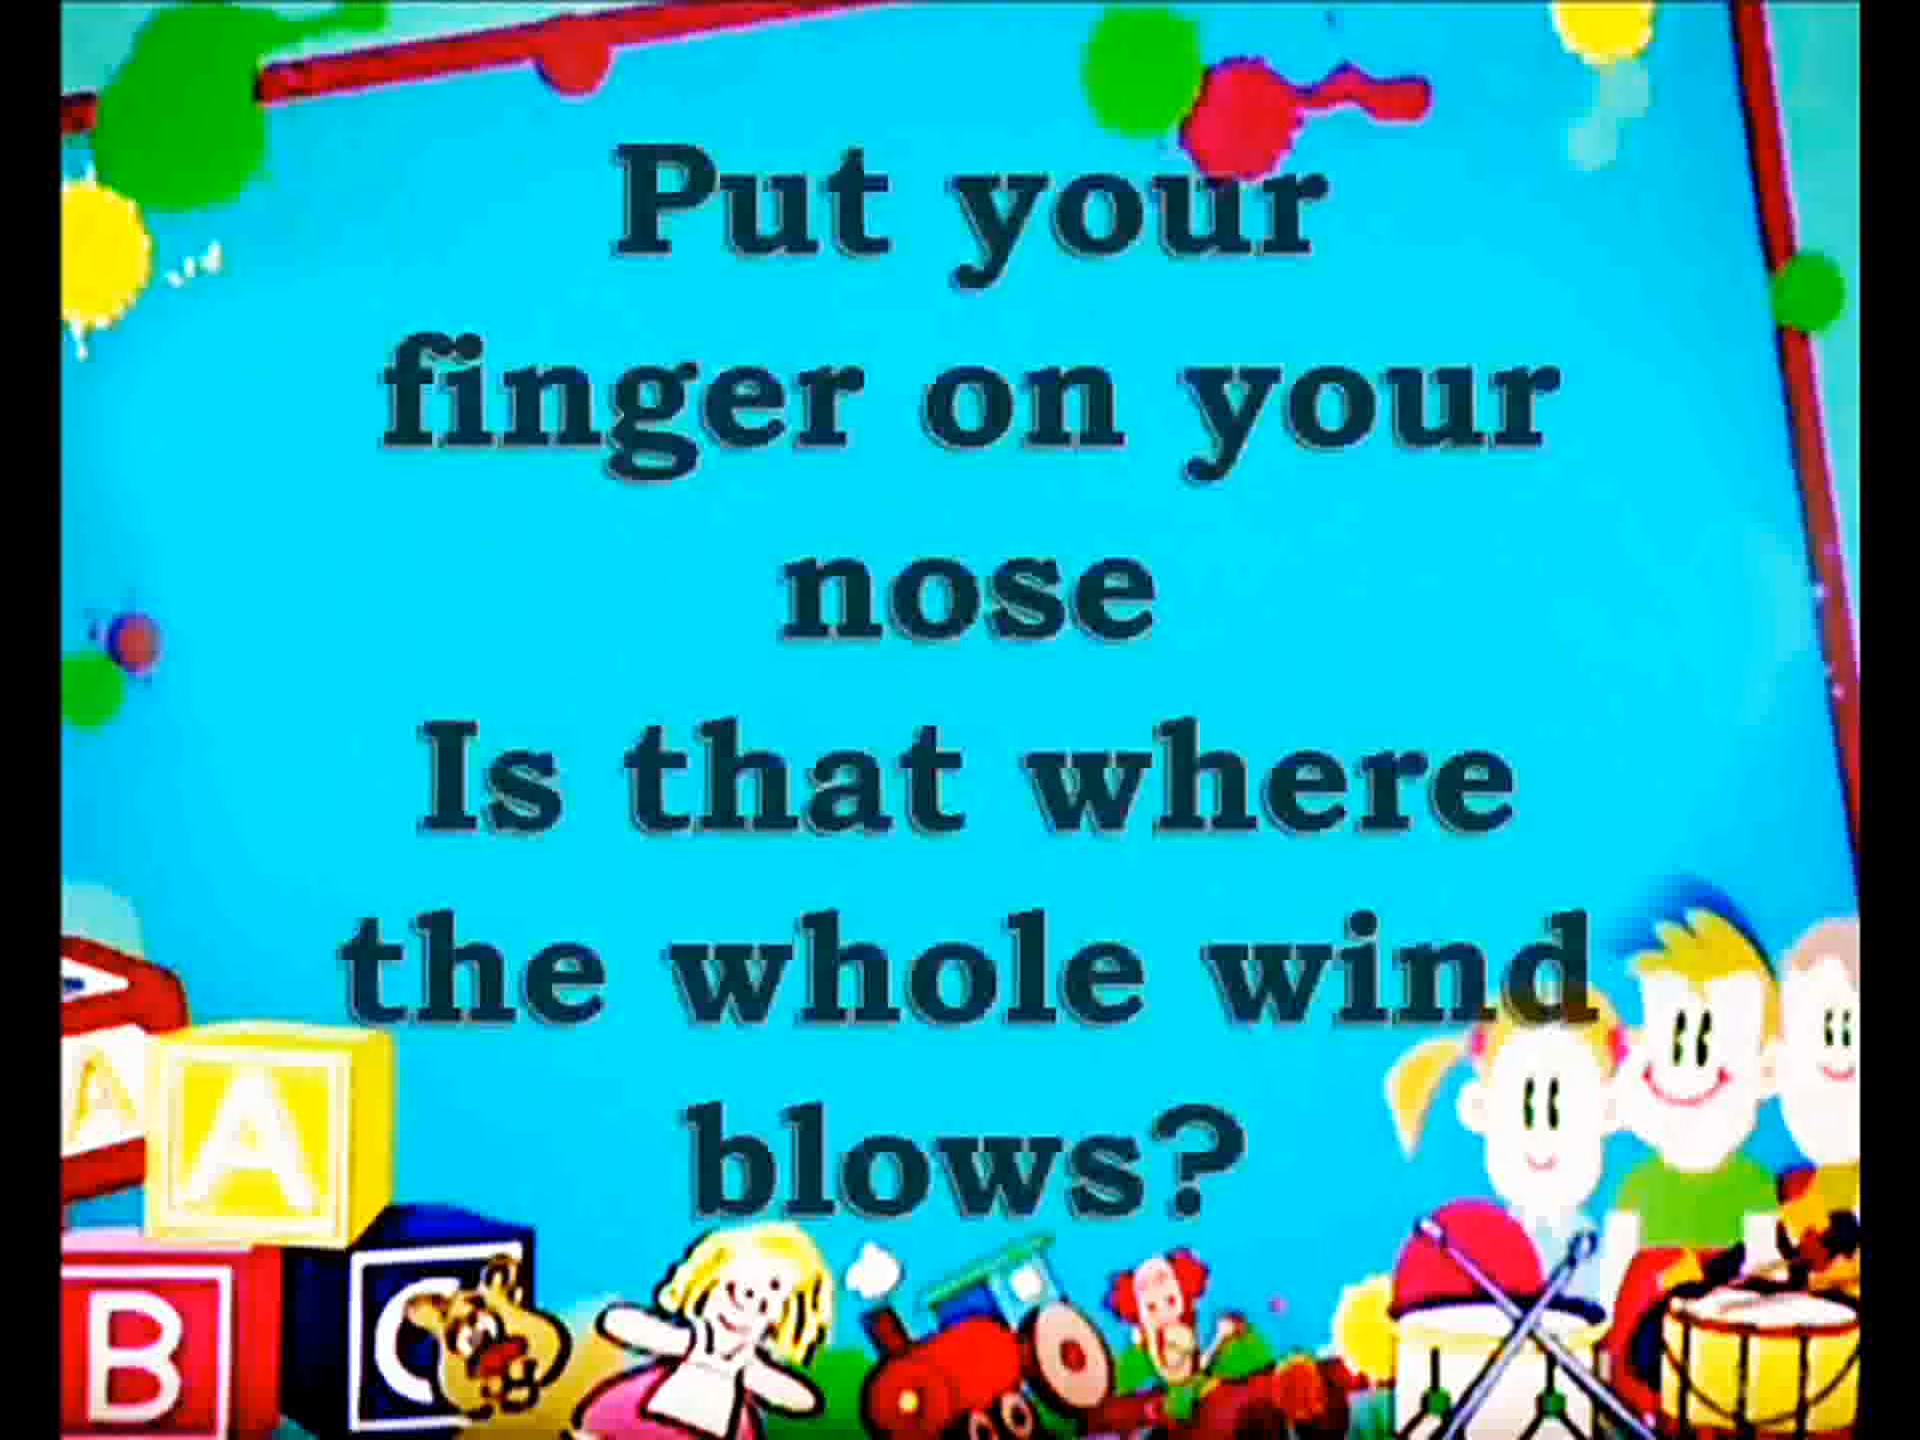 Put your
finger on your
nose
Is that where
the whole wind
blows?
A
A
B
C